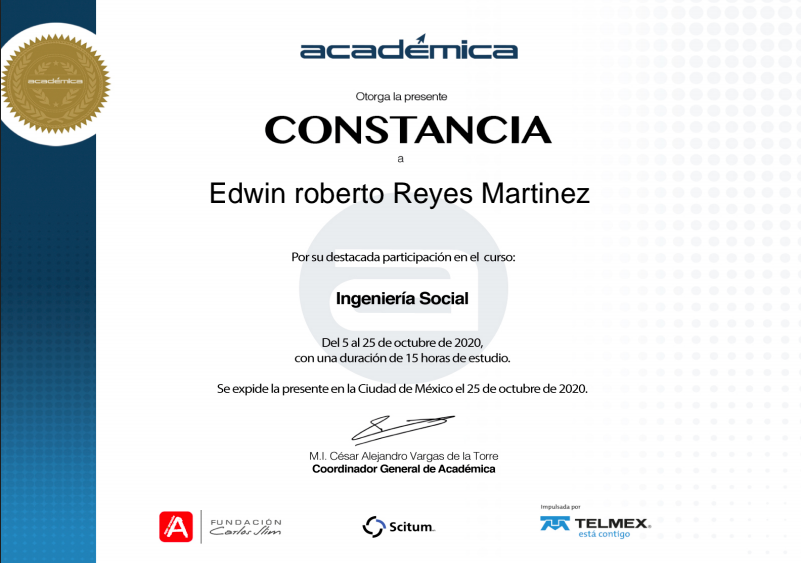 académica
académica
Otorga la presente
CONSTANCIA
a
Edwin roberto Reyes Martinez
Por su destacada participación en el curso:
Ingeniería Social
Del 5 al 25 de octubre de 2020,
con una duración de 15 horas de estudio.
Se expide la presente en la Ciudad de México el 25 de octubre de 2020.
M.I. César Alejandro Vargas de la Torre
Coordinador General de Académica
FUNDACIÓN
Carlos Slim
Scitum
Impulsada por
TELMEX®
está contigo